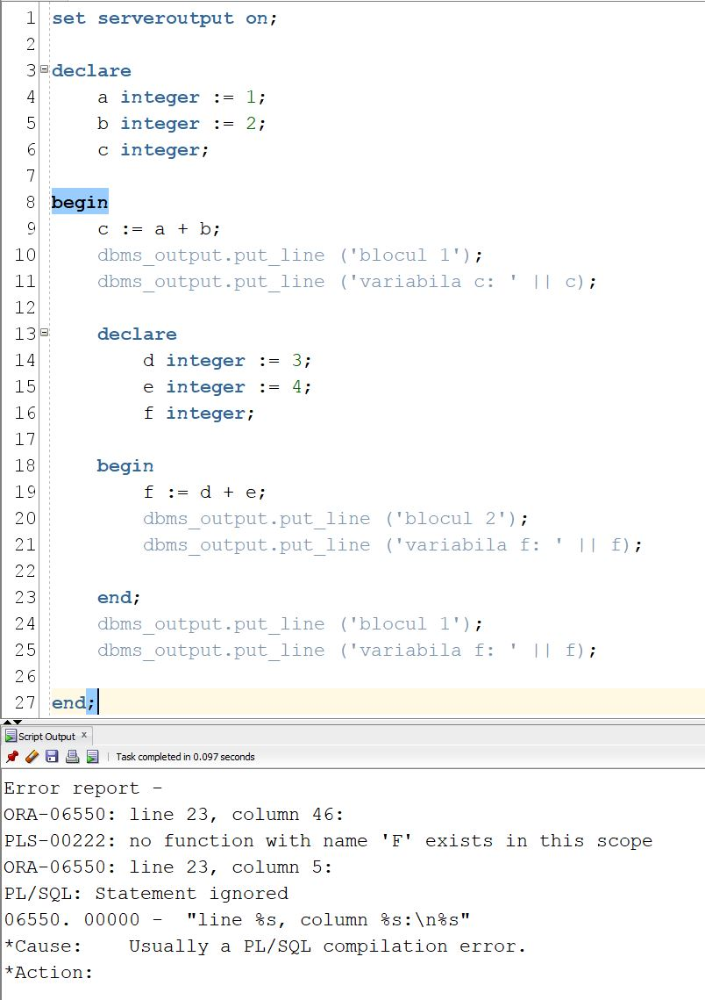 1 set serveroutput on;
2
3 declare
4     a integer := 1;
5     b integer := 2;
6     c integer;
7
8 begin
9     c := a + b;
10     dbms_output.put_line ('blocul 1');
11     dbms_output.put_line ('variabila c: ' || c);
12
13     declare
14         d integer := 3;
15         e integer := 4;
16         f integer;
17
18     begin
19         f := d + e;
20         dbms_output.put_line ('blocul 2');
21         dbms_output.put_line ('variabila f: ' || f);
22
23     end;
24     dbms_output.put_line ('blocul 1');
25     dbms_output.put_line ('variabila f: ' || f);
26
27 end;
Script Output x
Task completed in 0.097 seconds
Error report -
ORA-06550: line 23, column 46:
PLS-00222: no function with name 'F' exists in this scope
ORA-06550: line 23, column 5:
PL/SQL: Statement ignored
06550. 00000 -  "line %s, column %s:\n%s"
*Cause:    Usually a PL/SQL compilation error.
*Action: